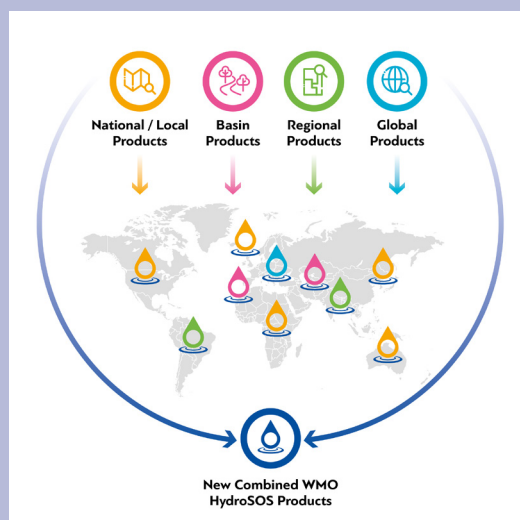 National / Local
Products
Basin
Products
Regional
Products
Global
Products
New Combined WMO
HydroSOS Products